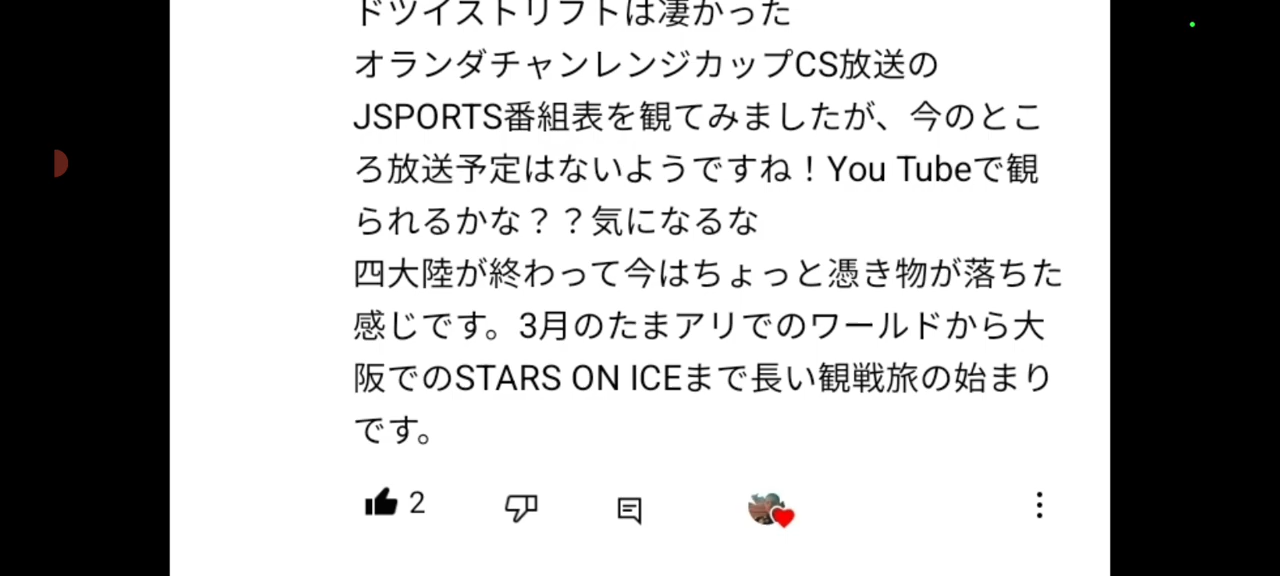 ドツイストリフトは凄かった
オランダチャンレンジカップCS放送の
JSPORTS番組表を観てみましたが、今のとこ
ろ放送予定はないようですね！You Tubeで観
られるかな？？気になるな
四大陸が終わって今はちょっと憑き物が落ちた
感じです。3月のたまアリでのワールドから大
阪でのSTARS ON ICEまで長い観戦旅の始まり
です。
2